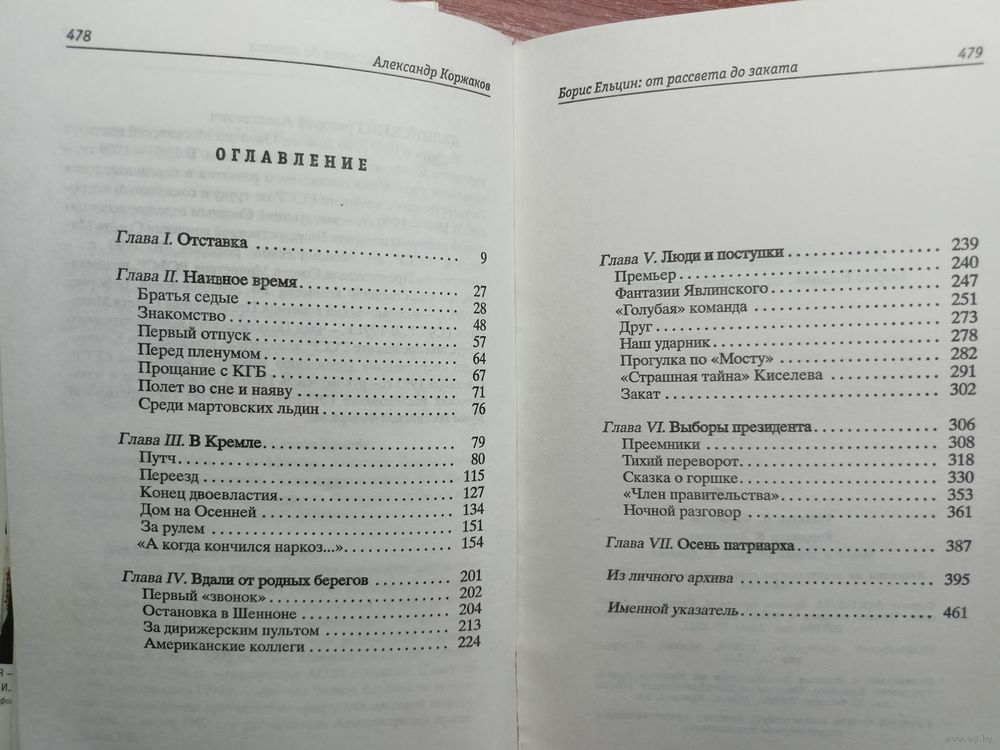 478
Александр Коржаков
ОГЛАВЛЕНИЕ
Глава I. Отставка ........ 9
Глава II. Наивное время ........ 27
Братья седые ........ 28
Знакомство ........ 48
Первый отпуск ........ 57
Перед пленумом ........ 64
Прощание с КГБ ........ 67
Полет во сне и наяву ........ 71
Среди мартовских льдин ........ 76
Глава III. В Кремле ........ 79
Путч ........ 80
Переезд ........ 115
Конец двоевластия ........ 127
Дом на Осенней ........ 134
За рулем ........ 151
«А когда кончился наркоз...» ........ 154
Глава IV. Вдали от родных берегов ........ 201
Первый «звонок» ........ 202
Остановка в Шенноне ........ 204
За дирижерским пультом ........ 213
Американские коллеги ........ 224
479
Борис Ельцин: от рассвета до заката
Глава V. Люди и поступки ........ 239
Премьер ........ 240
Фантазии Явлинского ........ 247
«Голубая» команда ........ 251
Друг ........ 273
Наш ударник ........ 278
Прогулка по «Мосту» ........ 282
«Страшная тайна» Киселева ........ 291
Закат ........ 302
Глава VI. Выборы президента ........ 306
Преемники ........ 308
Тихий переворот ........ 318
Сказка о горшке ........ 330
«Член правительства» ........ 353
Ночной разговор ........ 361
Глава VII. Осень патриарха ........ 387
Из личного архива ........ 395
Именной указатель ........ 461
www.ay.by